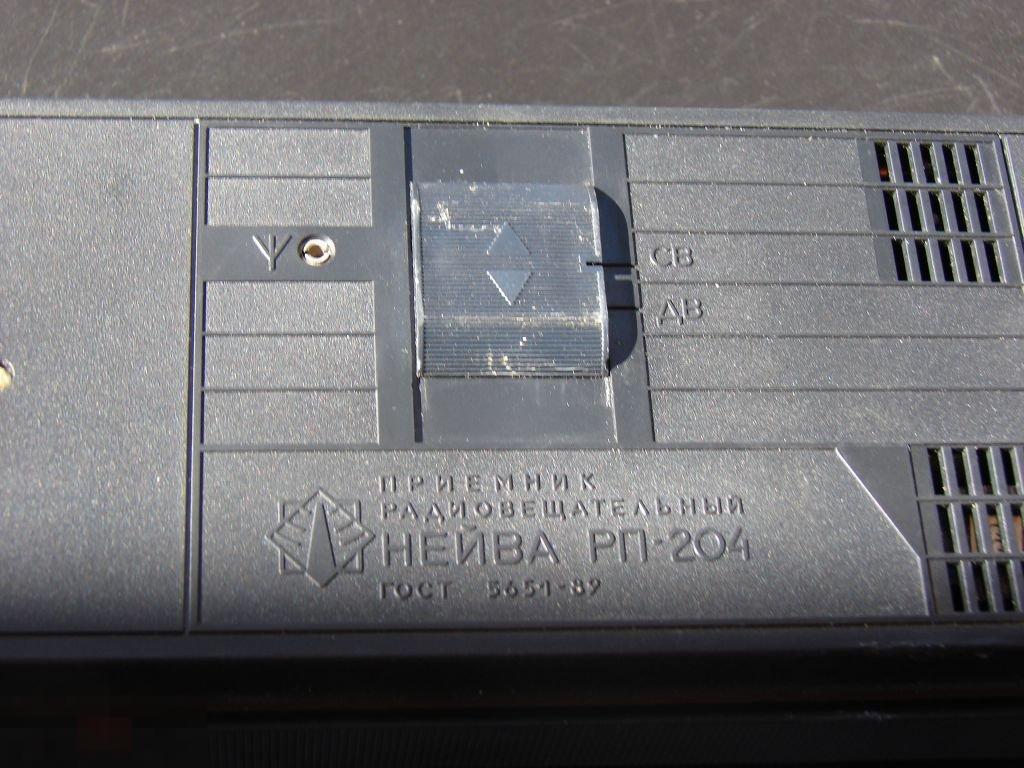 СВ
ДВ
ПРИЕМНИК
РАДИОВЕЩАТЕЛЬНЫЙ
НЕЙВА РП-204
ГОСТ 5651-89